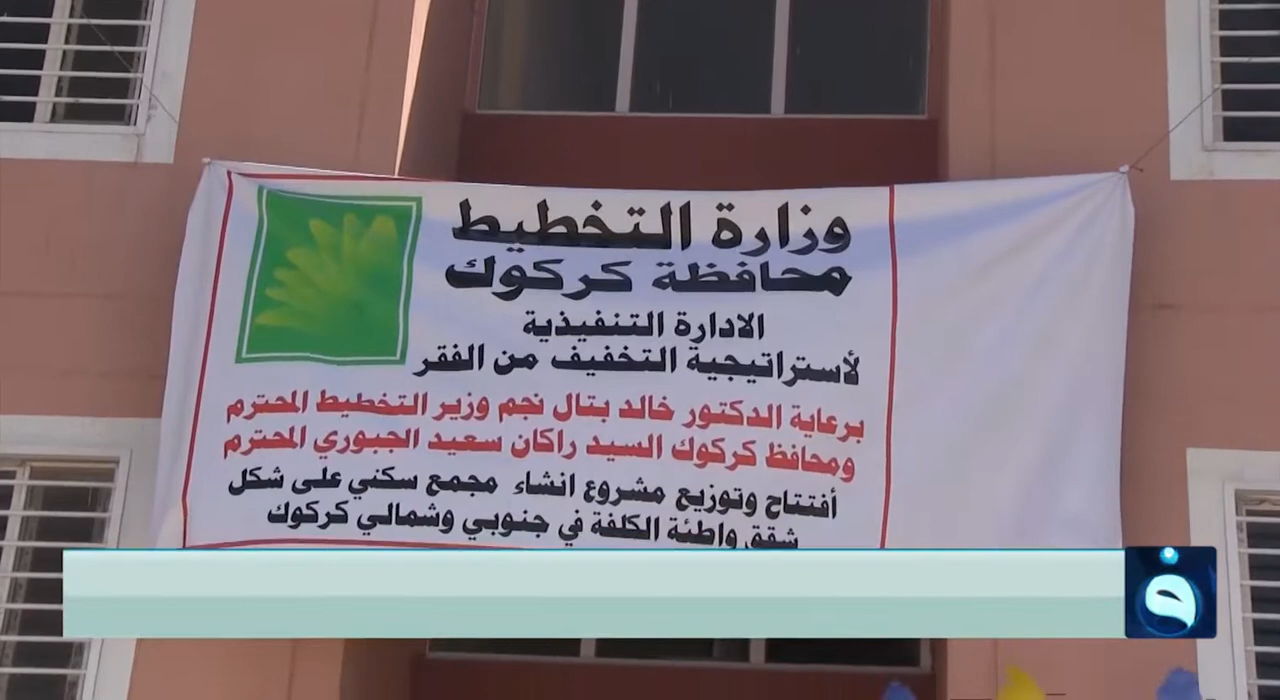 وزارة التخطيط
محافظة كركوك
الادارة التنفيذية
لأستراتيجية التخفيف من الفقر
برعاية الدكتور خالد بتال نجم وزير التخطيط المحترم
ومحافظ كركوك السيد راكان سعيد الجبوري المحترم
أفتتاح وتوزيع مشروع انشاء مجمع سكني على شكل
شقق واطئة الكلفة في جنوبي وشمالي كركوك